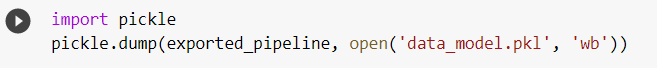 import pickle
pickle.dump(exported_pipeline, open('data_model.pkl', 'wb'))